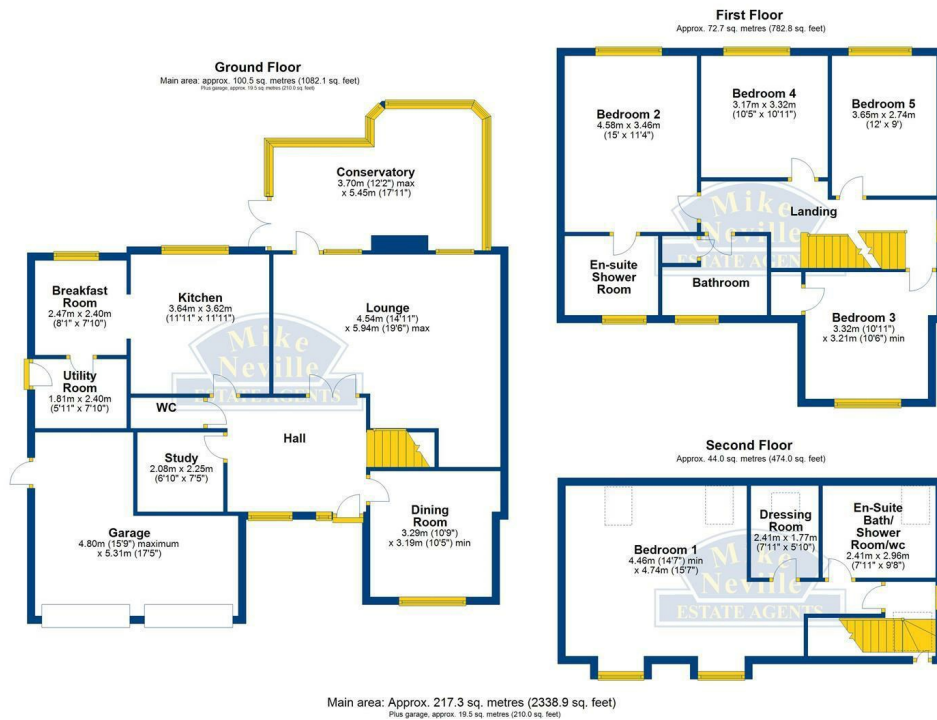 Ground Floor
Main area: approx. 100.5 sq. metres (1082.1 sq. feet)
Plus garage, approx. 19.5 sq. metres (210.0 sq. feet)
Conservatory
3.70m (12'2") max
x 5.45m (17'11")
Breakfast
Room
2.47m x 2.40m
(8'1" x 7'10")
Kitchen
3.64m x 3.62m
(11'11" x 11'11")
Lounge
4.54m (14'11")
x 5.94m (19'6") max
Mike
Neville
ESTATE AGENTS
Utility
Room
1.81m x 2.40m
(5'11" x 7'10")
WC
Hall
Study
2.08m x 2.25m
(6'10" x 7'5")
Garage
4.80m (15'9") maximum
x 5.31m (17'5")
Dining
Room
3.29m (10'9")
x 3.19m (10'5") min
First Floor
Approx. 72.7 sq. metres (782.8 sq. feet)
Bedroom 2
4.58m x 3.46m
(15' x 11'4")
Bedroom 4
3.17m x 3.32m
(10'5" x 10'11")
Bedroom 5
3.65m x 2.74m
(12' x 9')
Mike
Neville
ESTATE AGENTS
Landing
En-suite
Shower
Room
Bathroom
Bedroom 3
3.32m (10'11")
x 3.21m (10'6") min
Second Floor
Approx. 44.0 sq. metres (474.0 sq. feet)
Bedroom 1
4.46m (14'7") min
x 4.74m (15'7")
Dressing
Room
2.41m x 1.77m
(7'11" x 5'10")
En-Suite
Bath/
Shower
Room/wc
2.41m x 2.96m
(7'11" x 9'8")
Mike
Neville
ESTATE AGENTS
Main area: Approx. 217.3 sq. metres (2338.9 sq. feet)
Plus garage, approx. 19.5 sq. metres (210.0 sq. feet)